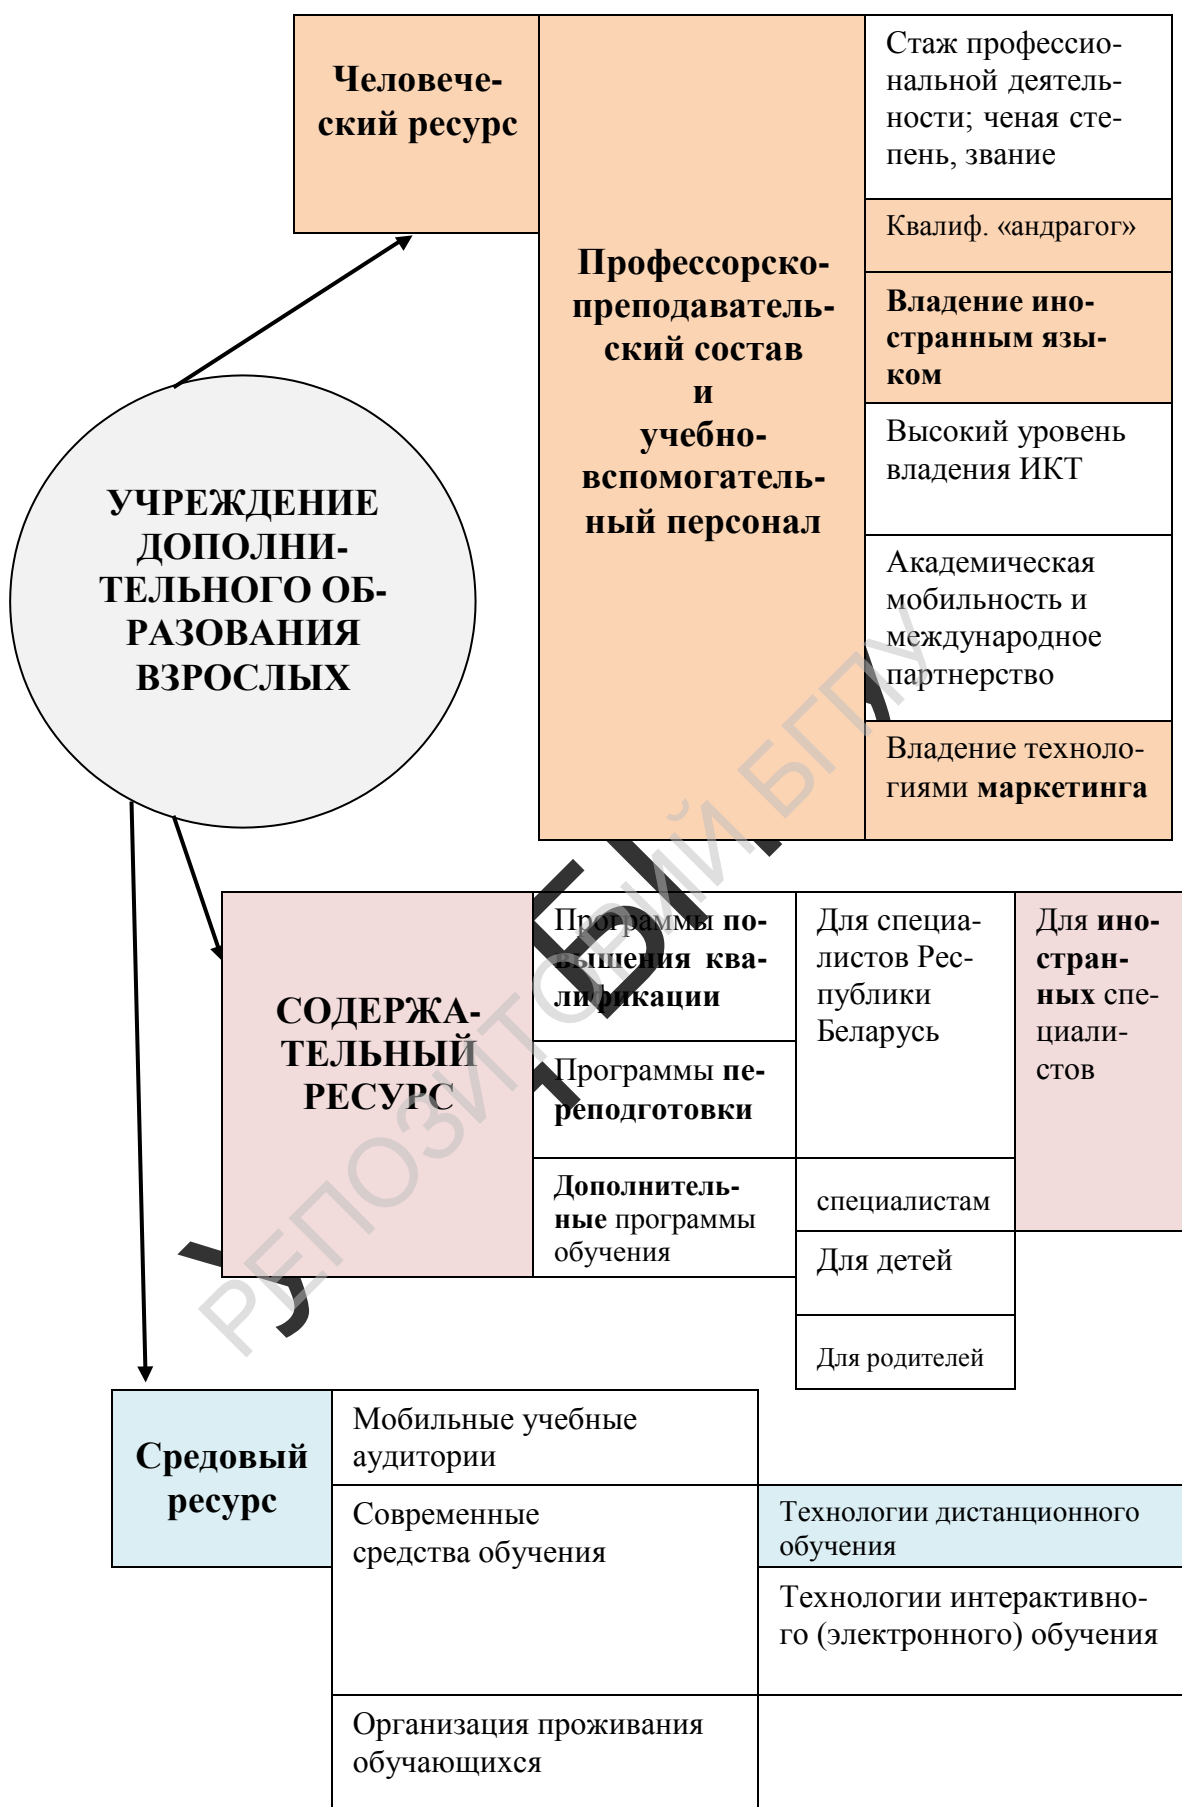 Человече-
ский ресурс
Профессорско-
преподаватель-
ский состав
и
учебно-
вспомогатель-
ный персонал
Стаж профессио-
нальной деятель-
ности; ченая сте-
пень, звание
Квалиф. «андрагог»
Владение ино-
странным язы-
ком
Высокий уровень
владения ИКТ
Академическая
мобильность и
международное
партнерство
Владение техноло-
гиями маркетинга
УЧРЕЖДЕНИЕ
ДОПОЛНИ-
ТЕЛЬНОГО ОБ-
РАЗОВАНИЯ
ВЗРОСЛЫХ
СОДЕРЖА-
ТЕЛЬНЫЙ
РЕСУРС
Программы по-
вышения ква-
лификации
Программы пе-
реподготовки
Дополнитель-
ные программы
обучения
Для специа-
листов Рес-
публики
Беларусь
специалистам
Для детей
Для родителей
Для ино-
стран-
ных спе-
циали-
стов
Средовый
ресурс
Мобильные учебные
аудитории
Современные
средства обучения
Технологии дистанционного
обучения
Технологии интерактивно-
го (электронного) обучения
Организация проживания
обучающихся
РЕПОЗИТОРИЙ БГПУ